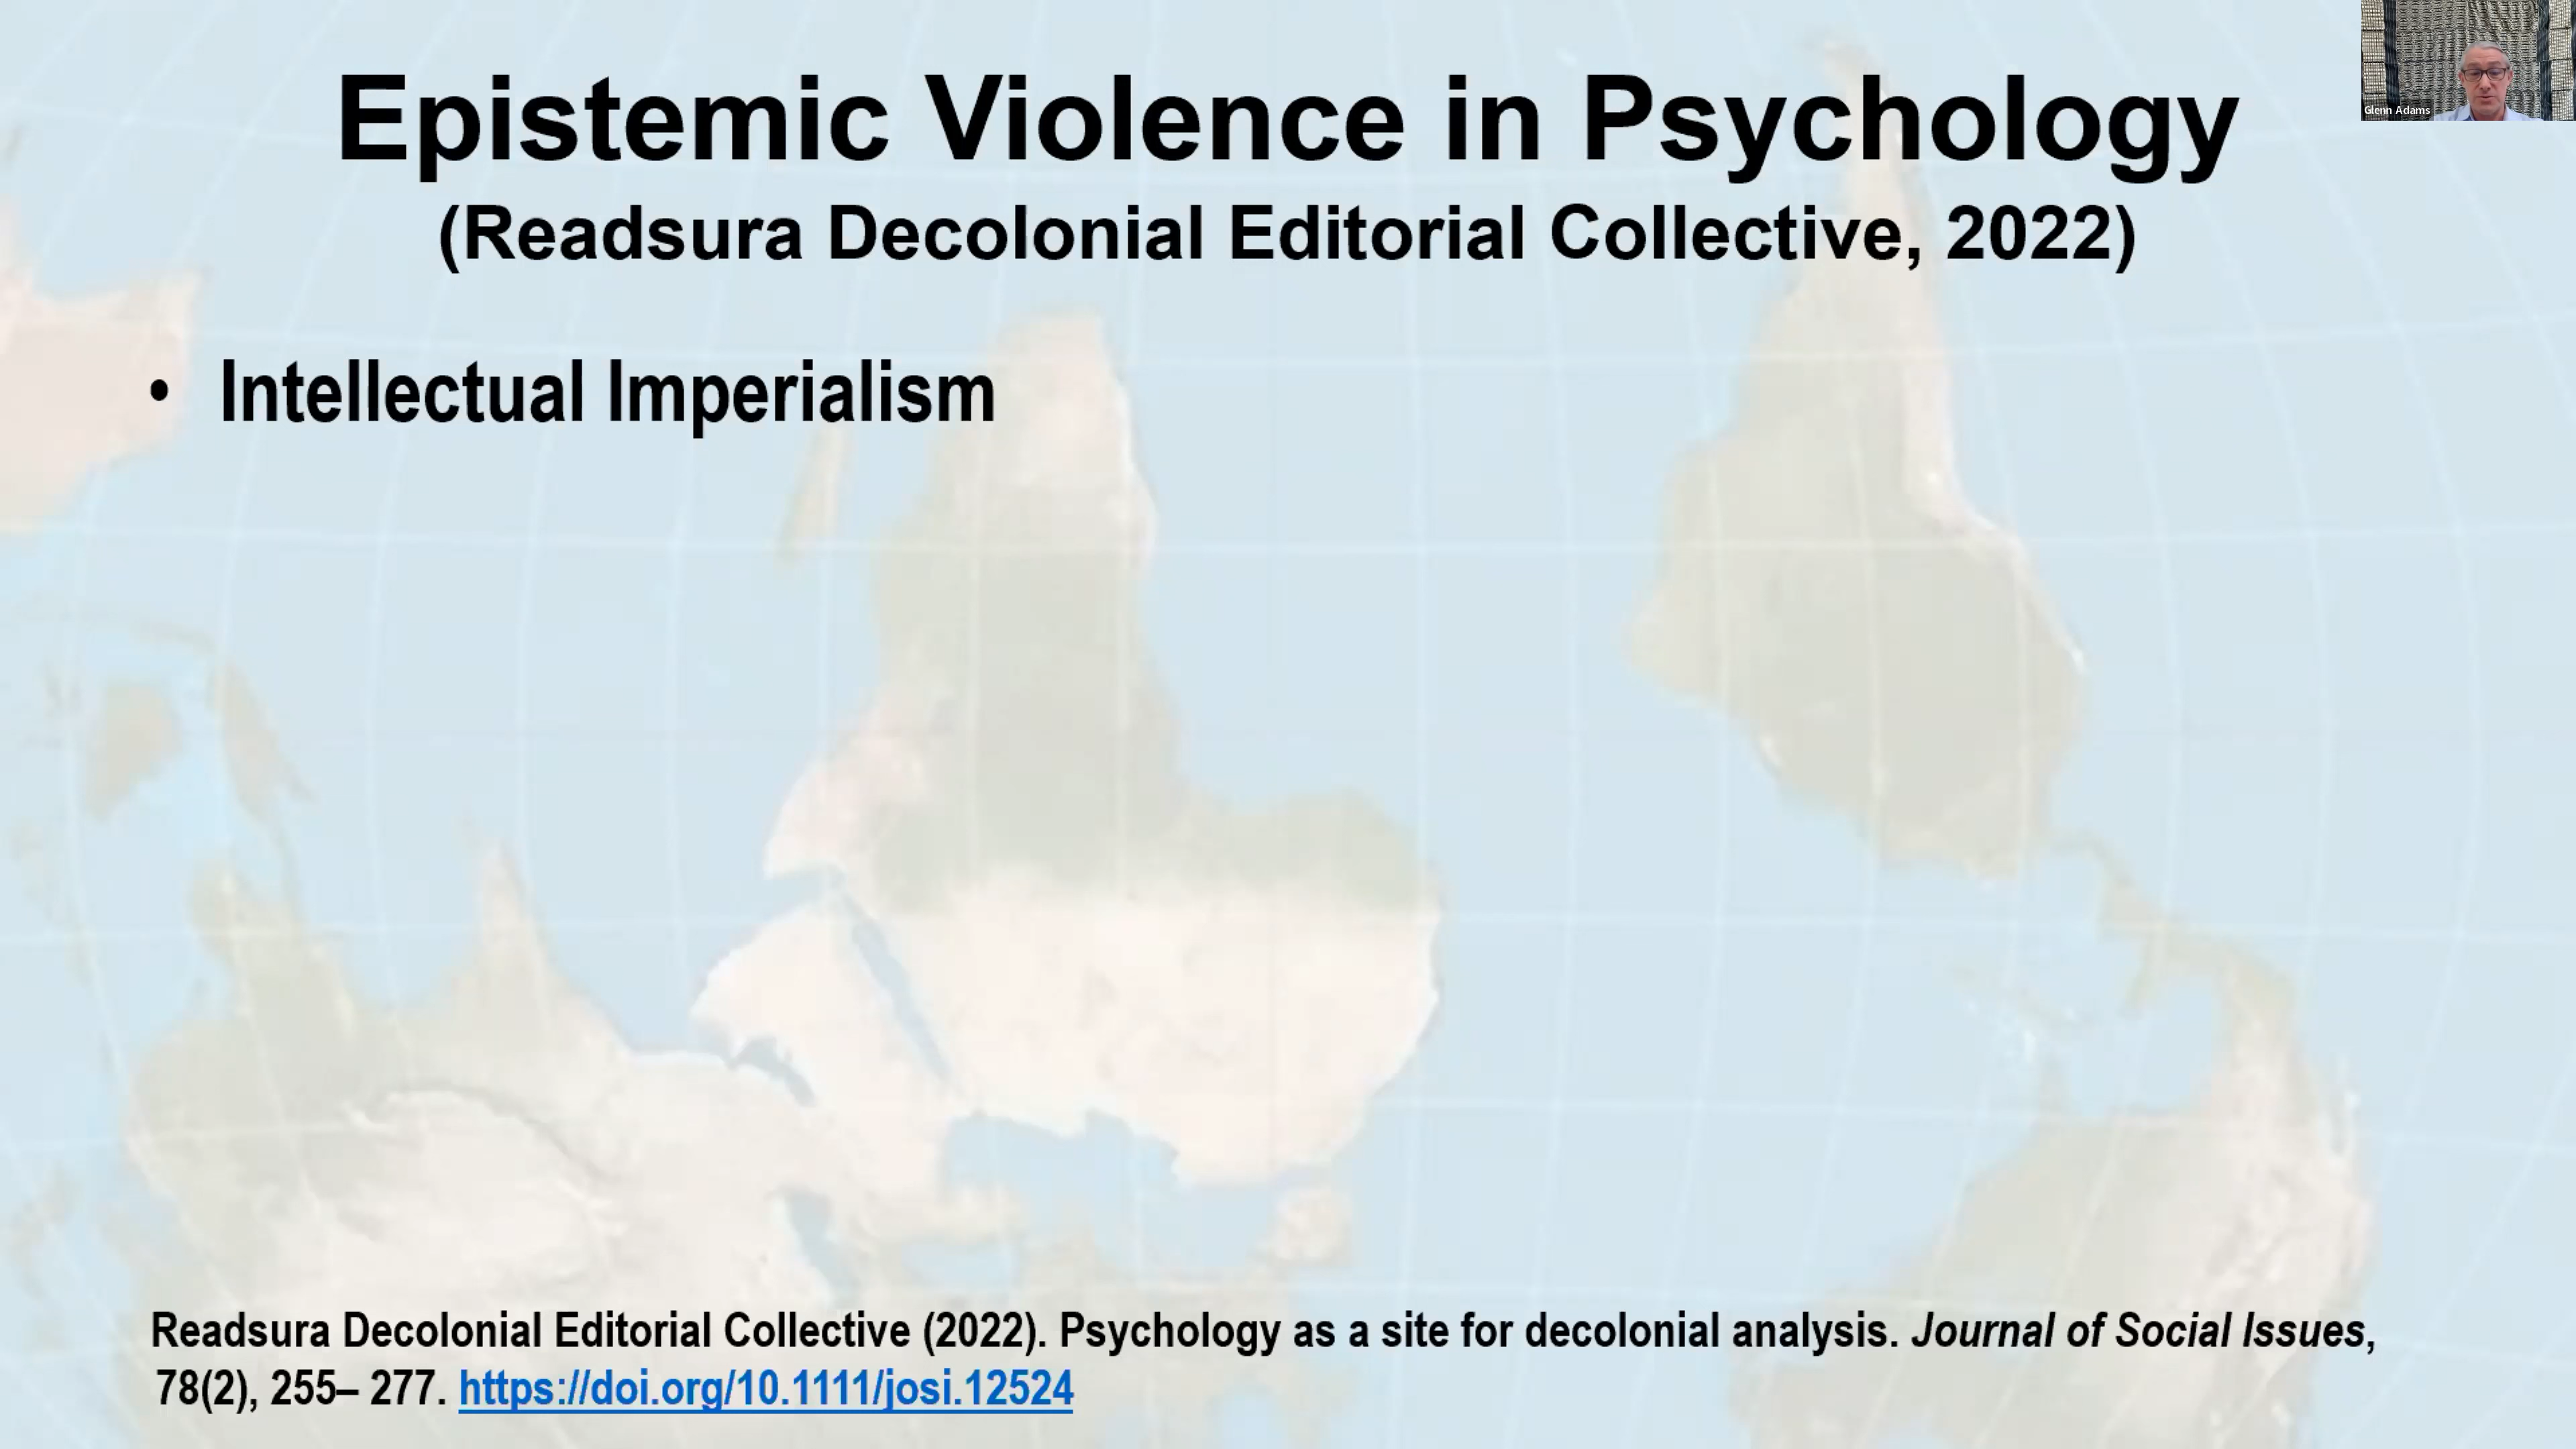 Epistemic Violence in Psychology
(Readsura Decolonial Editorial Collective, 2022)
Glenn Adams
• Intellectual Imperialism
Readsura Decolonial Editorial Collective (2022). Psychology as a site for decolonial analysis. Journal of Social Issues,
78(2), 255– 277. https://doi.org/10.1111/josi.12524